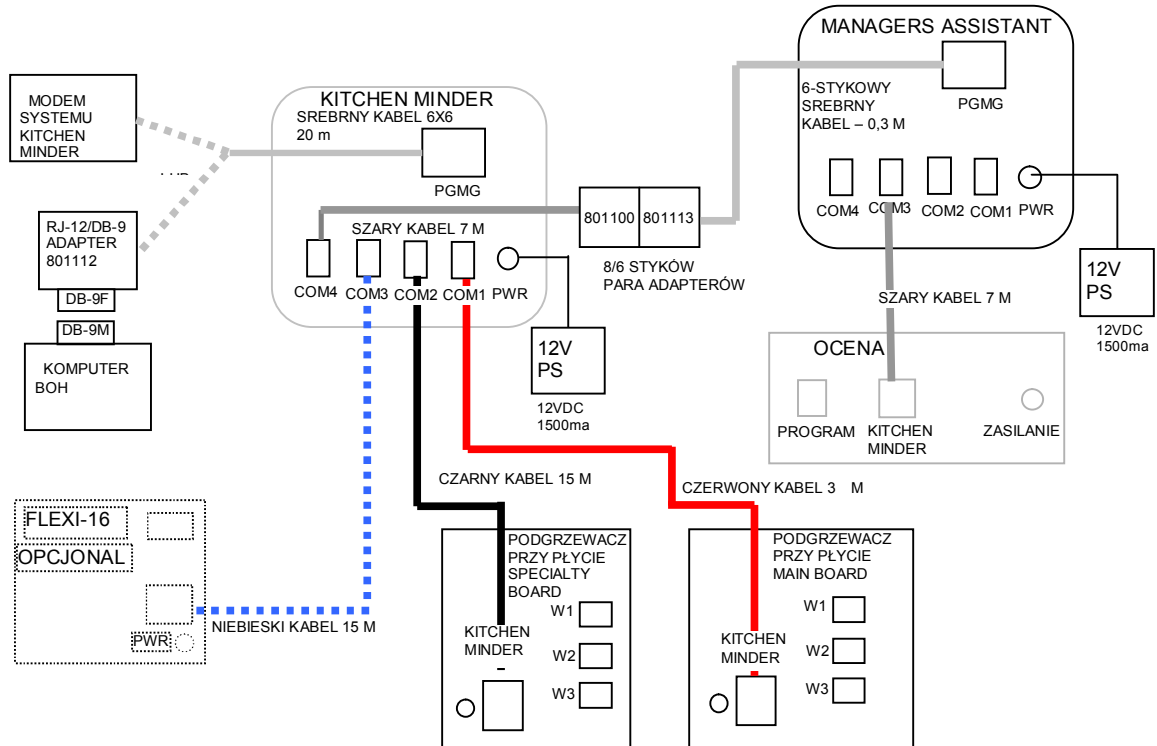 MANAGERS ASSISTANT
6-STYKOWY
SREBRNY
KABEL – 0,3 M
PGMG
COM4
COM3
COM2
COM1
PWR
12V
PS
12VDC
1500ma
MODEM
SYSTEMU
KITCHEN
MINDER
KITCHEN MINDER
SREBRNY KABEL 6X6
20 m
PGMG
SZARY KABEL 7 M
COM4
COM3
COM2
COM1
PWR
801100
801113
8/6 STYKÓW
PARA ADAPTERÓW
12V
PS
12VDC
1500ma
RJ-12/DB-9
ADAPTER
801112
DB-9F
DB-9M
KOMPUTER
BOH
SZARY KABEL 7 M
OCENA
PROGRAM
KITCHEN
MINDER
ZASILANIE
CZARNY KABEL 15 M
CZERWONY KABEL 3 M
FLEXI-16
OPCJONAL
PWR
NIEBIESKI KABEL 15 M
PODGRZEWACZ
PRZY PŁYCIE
SPECIALTY
BOARD
W1
KITCHEN
MINDER
W2
W3
PODGRZEWACZ
PRZY PŁYCIE
MAIN BOARD
W1
KITCHEN
MINDER
W2
W3